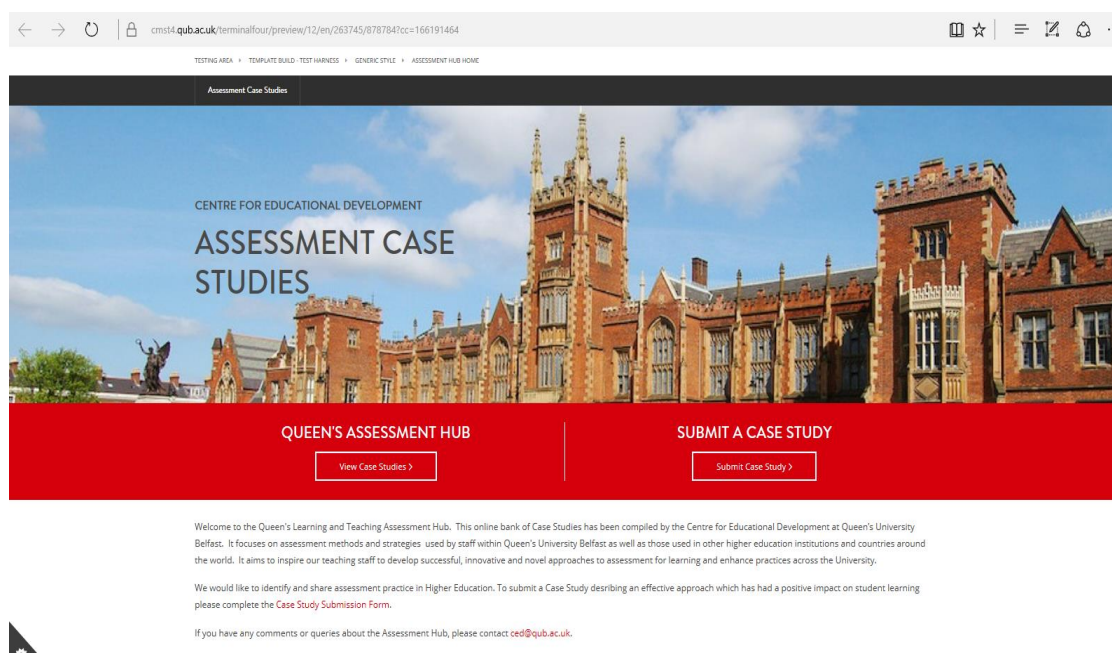 cmst4.qub.ac.uk/terminalfour/preview/12/en/263745/878784?cc=166191464
TESTING AREA TEMPLATE BUILD - TEST HARNESS GENERIC STYLE ASSESSMENT HUB HOME
Assessment Case Studies
CENTRE FOR EDUCATIONAL DEVELOPMENT
ASSESSMENT CASE
STUDIES
QUEEN'S ASSESSMENT HUB
View Case Studies >
SUBMIT A CASE STUDY
Submit Case Study >
Welcome to the Queen's Learning and Teaching Assessment Hub. This online bank of Case Studies has been compiled by the Centre for Educational Development at Queen's University
Belfast. It focuses on assessment methods and strategies used by staff within Queen's University Belfast as well as those used in other higher education institutions and countries around
the world. It aims to inspire our teaching staff to develop successful, innovative and novel approaches to assessment for learning and enhance practices across the University.
We would like to identify and share assessment practice in Higher Education. To submit a Case Study desribing an effective approach which has had a positive impact on student learning
please complete the Case Study Submission Form.
If you have any comments or queries about the Assessment Hub, please contact ced@qub.ac.uk.